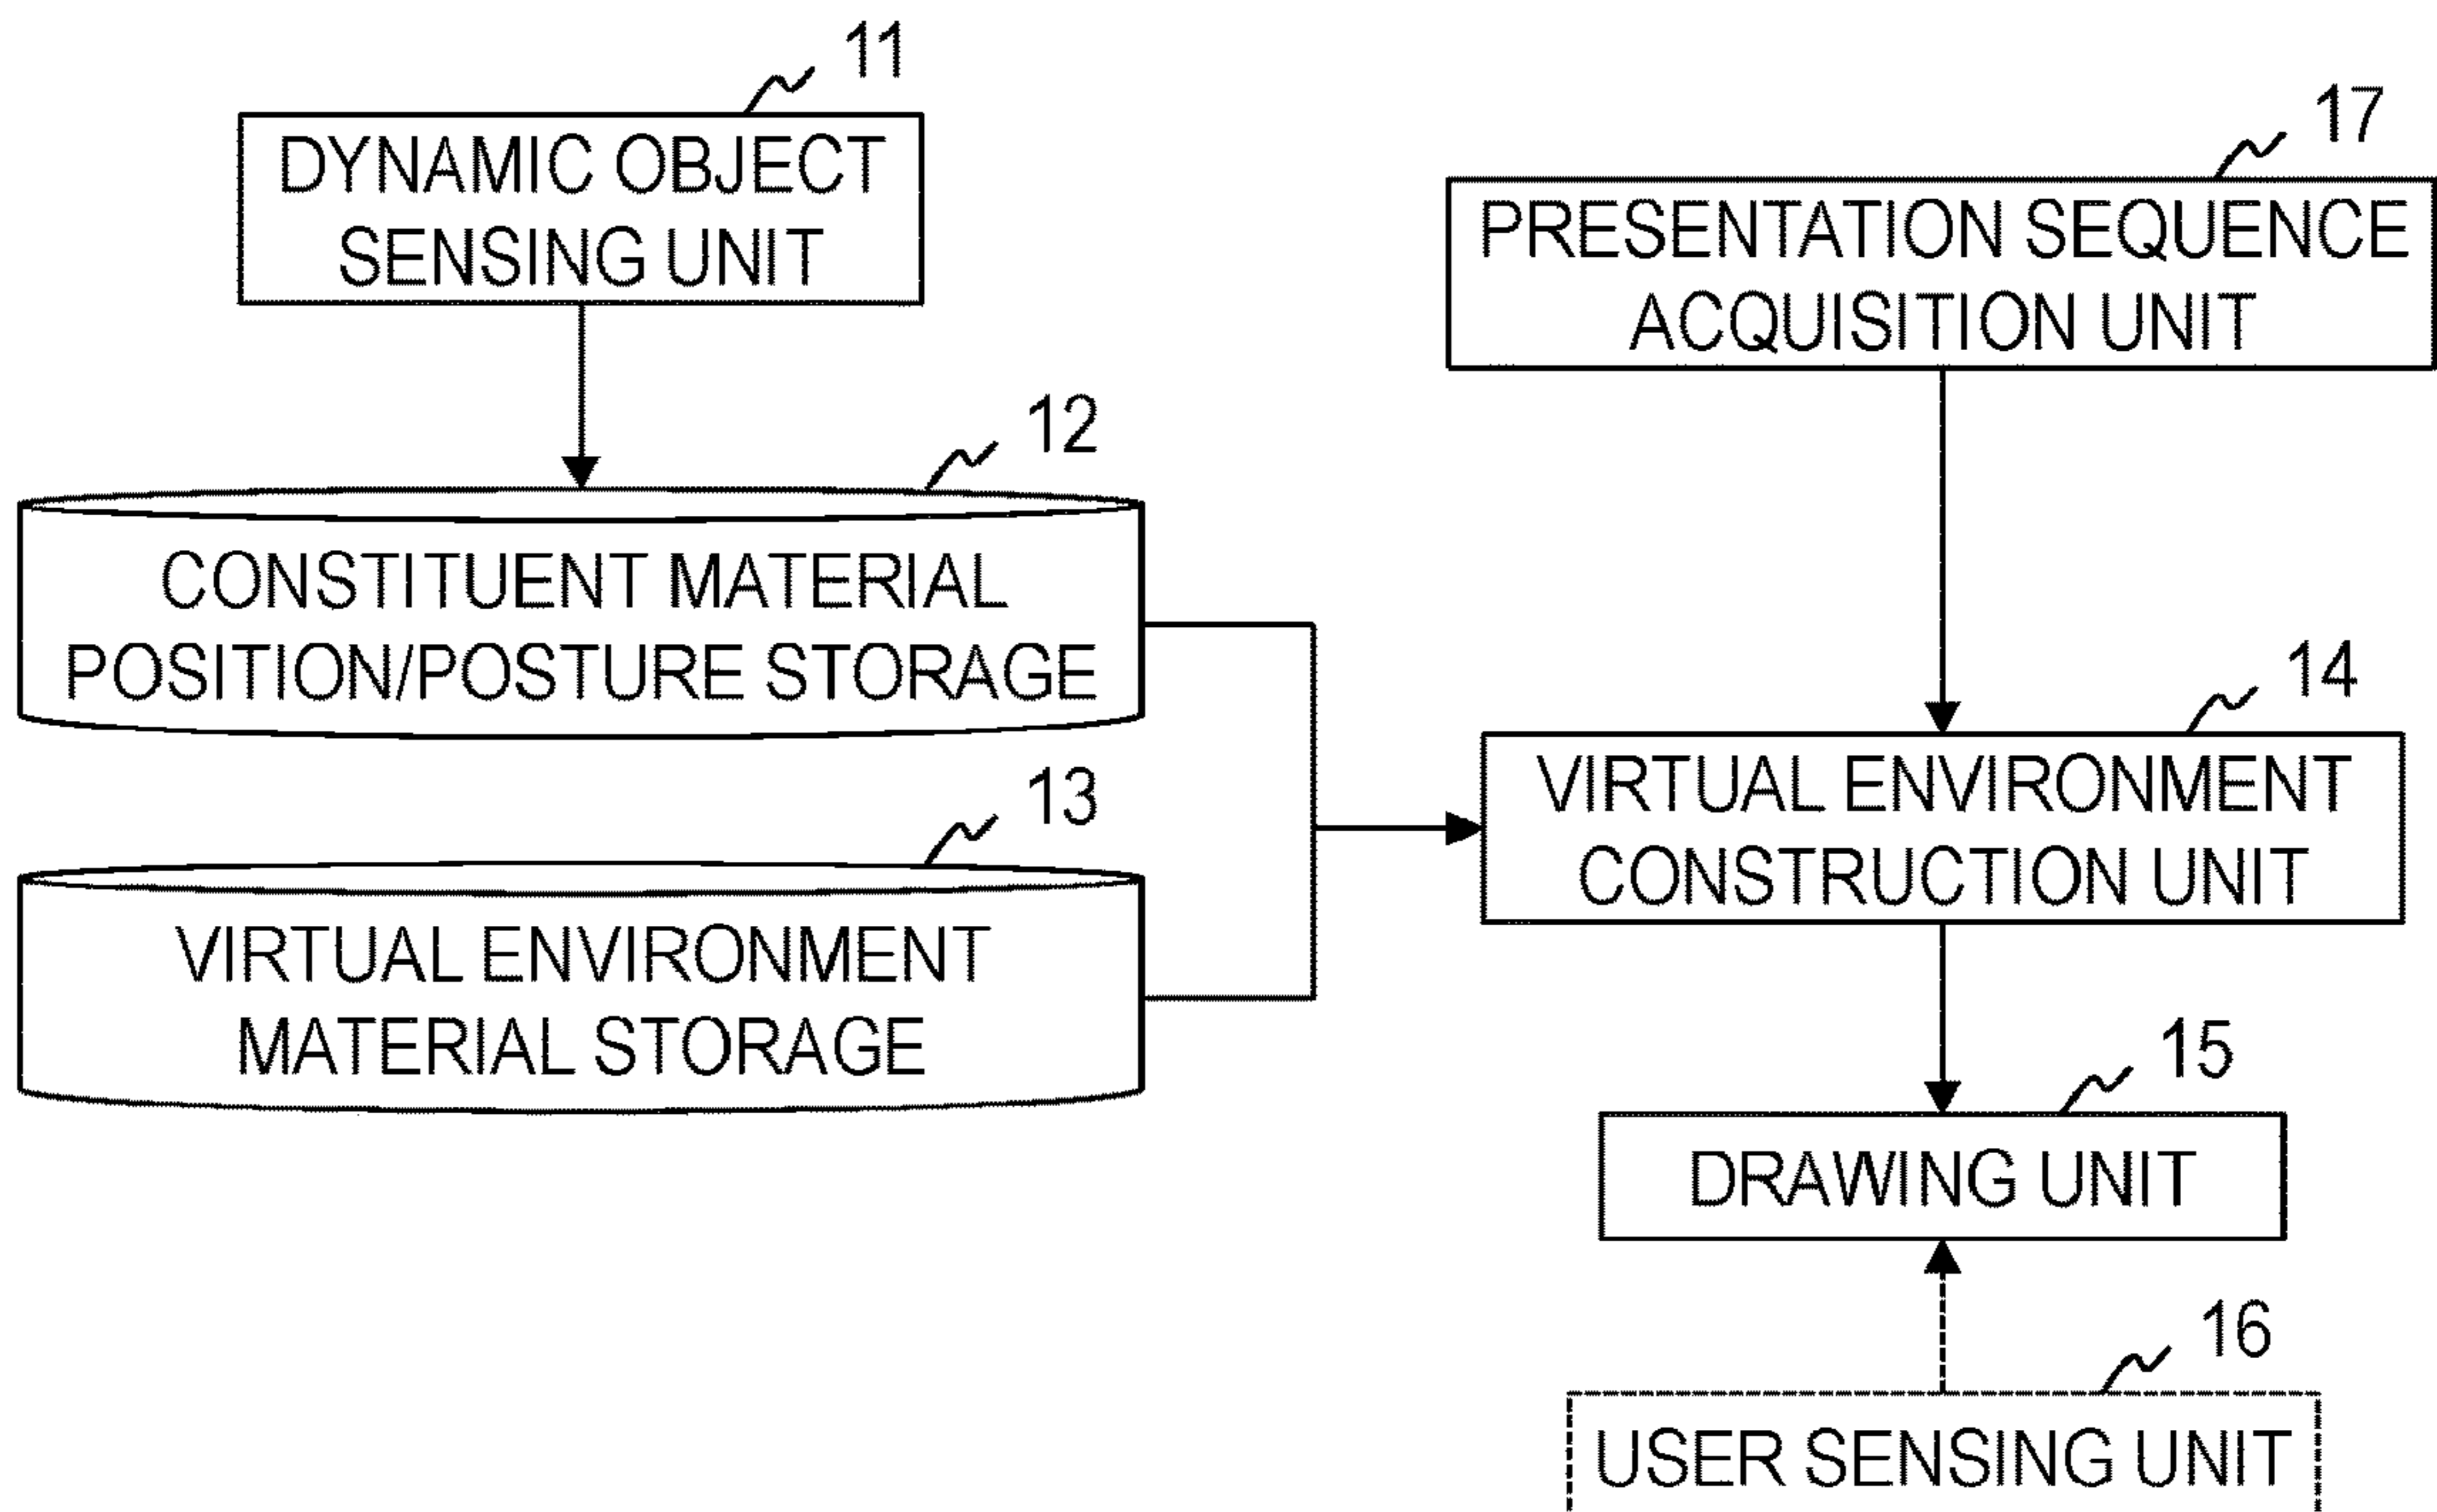 11
DYNAMIC OBJECT
SENSING UNIT
17
PRESENTATION SEQUENCE
ACQUISITION UNIT
12
CONSTITUENT MATERIAL
POSITION/POSTURE STORAGE
14
VIRTUAL ENVIRONMENT
CONSTRUCTION UNIT
13
VIRTUAL ENVIRONMENT
MATERIAL STORAGE
15
DRAWING UNIT
16
USER SENSING UNIT